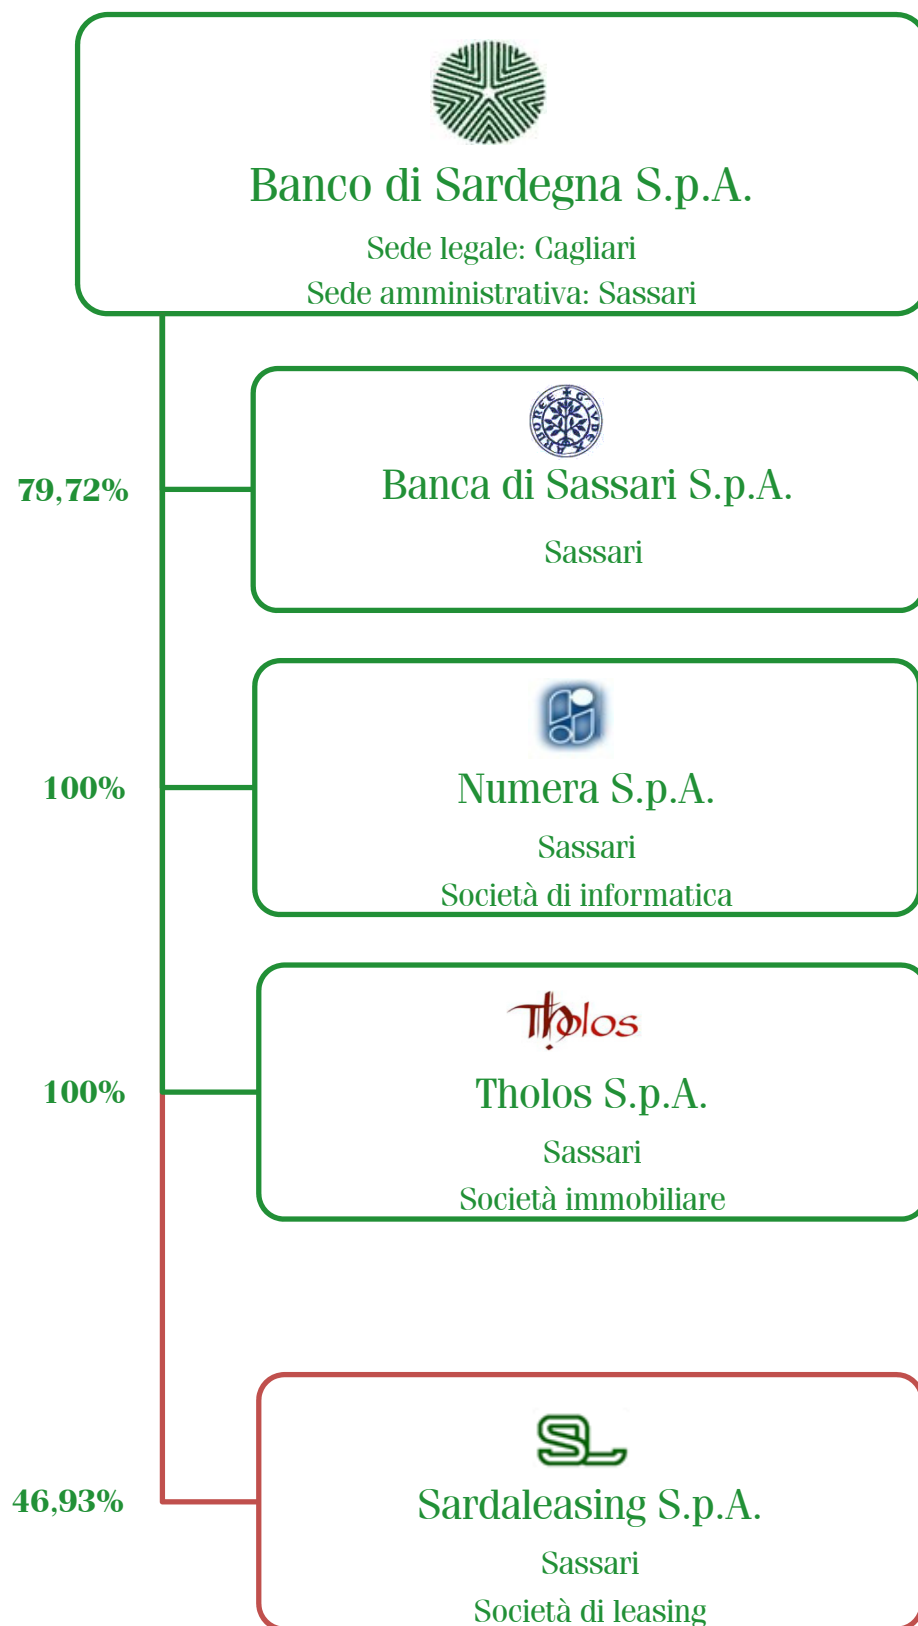 Banco di Sardegna S.p.A.
Sede legale: Cagliari
Sede amministrativa: Sassari
79,72%
Banca di Sassari S.p.A.
Sassari
100%
Numera S.p.A.
Sassari
Società di informatica
Tholos
100%
Tholos S.p.A.
Sassari
Società immobiliare
SL
46,93%
Sardaleasing S.p.A.
Sassari
Società di leasing